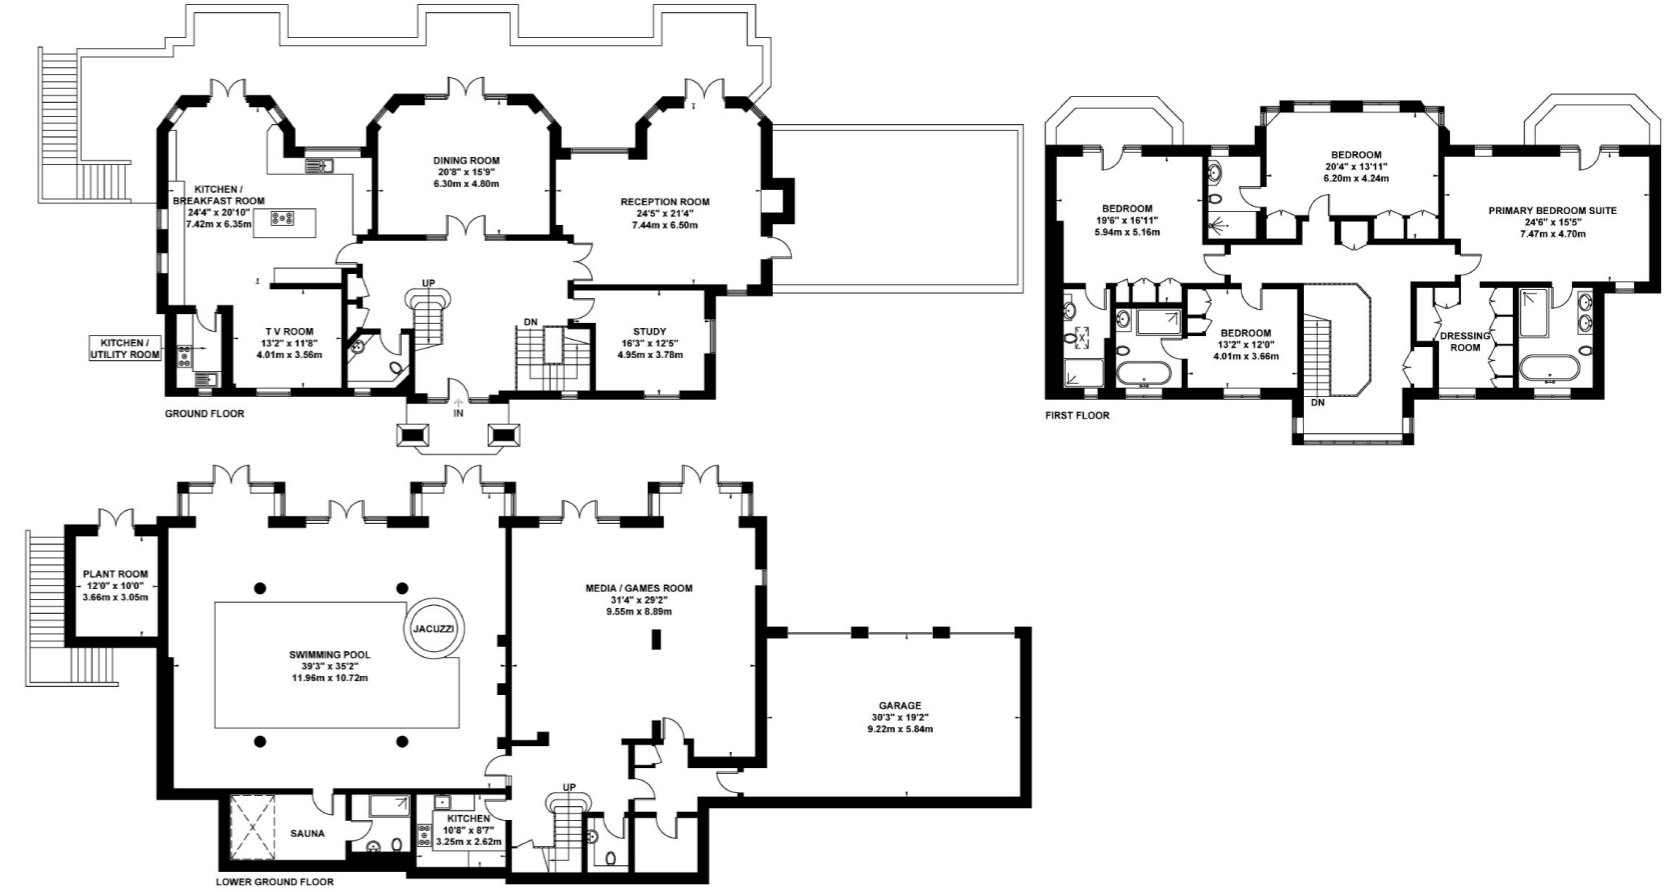 KITCHEN /
BREAKFAST ROOM
24'4" x 20'10"
7.42m x 6.35m
DINING ROOM
20'8" x 15'9"
6.30m x 4.80m
RECEPTION ROOM
24'5" x 21'4"
7.44m x 6.50m
UP
DN
T V ROOM
13'2" x 11'8"
4.01m x 3.56m
STUDY
16'3" x 12'5"
4.95m x 3.78m
KITCHEN /
UTILITY ROOM
IN
GROUND FLOOR
BEDROOM
19'6" x 16'11"
5.94m x 5.16m
BEDROOM
20'4" x 13'11"
6.20m x 4.24m
PRIMARY BEDROOM SUITE
24'6" x 15'5"
7.47m x 4.70m
BEDROOM
13'2" x 12'0"
4.01m x 3.66m
DRESSING
ROOM
DN
FIRST FLOOR
PLANT ROOM
12'0" x 10'0"
3.66m x 3.05m
JACUZZI
SWIMMING POOL
39'3" x 35'2"
11.96m x 10.72m
MEDIA / GAMES ROOM
31'4" x 29'2"
9.55m x 8.89m
GARAGE
30'3" x 19'2"
9.22m x 5.84m
SAUNA
KITCHEN
10'8" x 8'7"
3.25m x 2.62m
UP
LOWER GROUND FLOOR